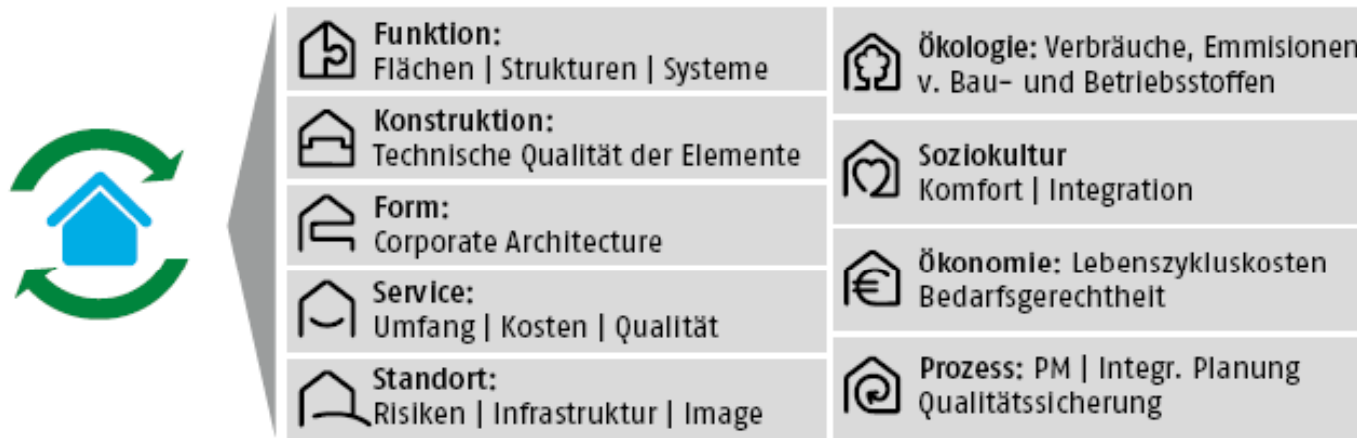 Funktion:
Flächen | Strukturen | Systeme
Konstruktion:
Technische Qualität der Elemente
Form:
Corporate Architecture
Service:
Umfang | Kosten | Qualität
Standort:
Risiken | Infrastruktur | Image
Ökologie: Verbräuche, Emmisionen
v. Bau- und Betriebsstoffen
Soziokultur
Komfort | Integration
Ökonomie: Lebenszykluskosten
Bedarfsgerechtheit
Prozess: PM | Integr. Planung
Qualitätssicherung